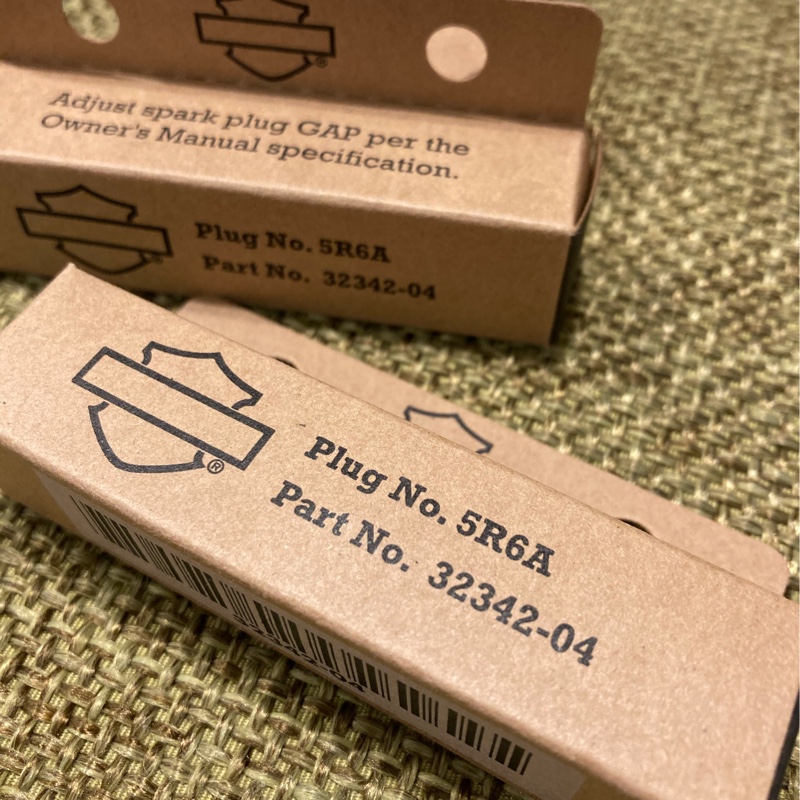 Adjust spark plug GAP per the
Owner's Manual specification.
Plug No. 5R6A
Part No. 32342-04
®
Plug No. 5R6A
Part No. 32342-04